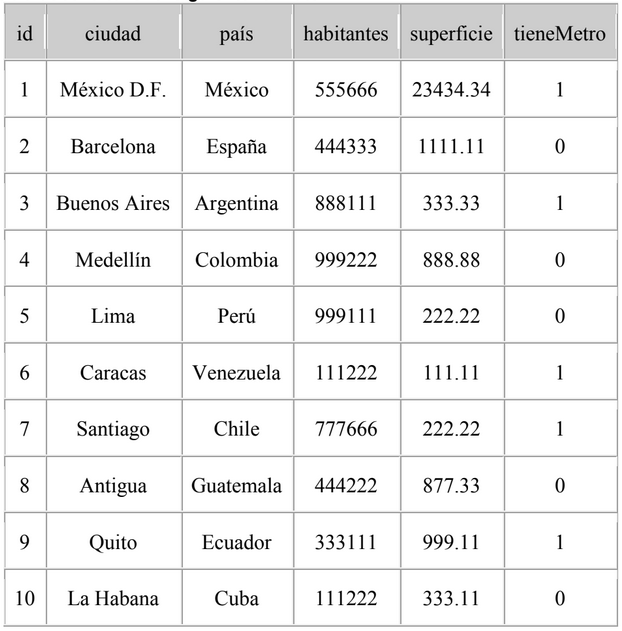 id ciudad país habitantes superficie tieneMetro
1 México D.F. México 555666 23434.34 1
2 Barcelona España 444333 1111.11 0
3 Buenos Aires Argentina 888111 333.33 1
4 Medellín Colombia 999222 888.88 0
5 Lima Perú 999111 222.22 0
6 Caracas Venezuela 111222 111.11 1
7 Santiago Chile 777666 222.22 1
8 Antigua Guatemala 444222 877.33 0
9 Quito Ecuador 333111 999.11 1
10 La Habana Cuba 111222 333.11 0